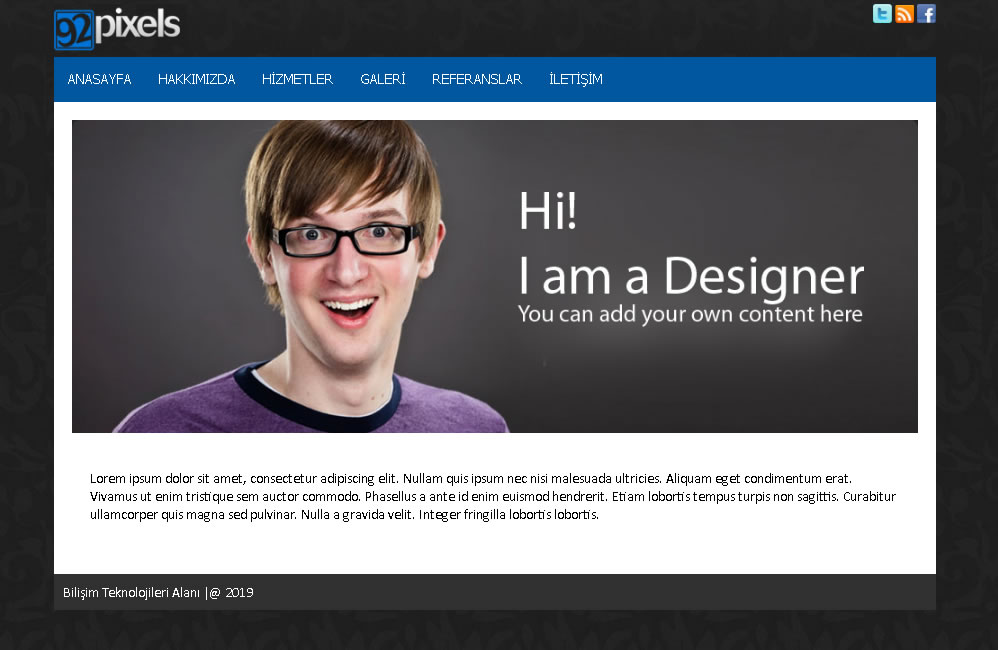 92pixels
ANASAYFA HAKKIMIZDA HİZMETLER GALERİ REFERANSLAR İLETİŞİM
Hi!
I am a Designer
You can add your own content here
Lorem ipsum dolor sit amet, consectetur adipiscing elit. Nullam quis ipsum nec nisi malesuada ultricies. Aliquam eget condimentum erat.
Vivamus ut enim tristique sem auctor commodo. Phasellus a ante id enim euismod hendrerit. Etiam lobortis tempus turpis non sagittis. Curabitur
ullamcorper quis magna sed pulvinar. Nulla a gravida velit. Integer fringilla lobortis lobortis.
Bilişim Teknolojileri Alanı |@ 2019